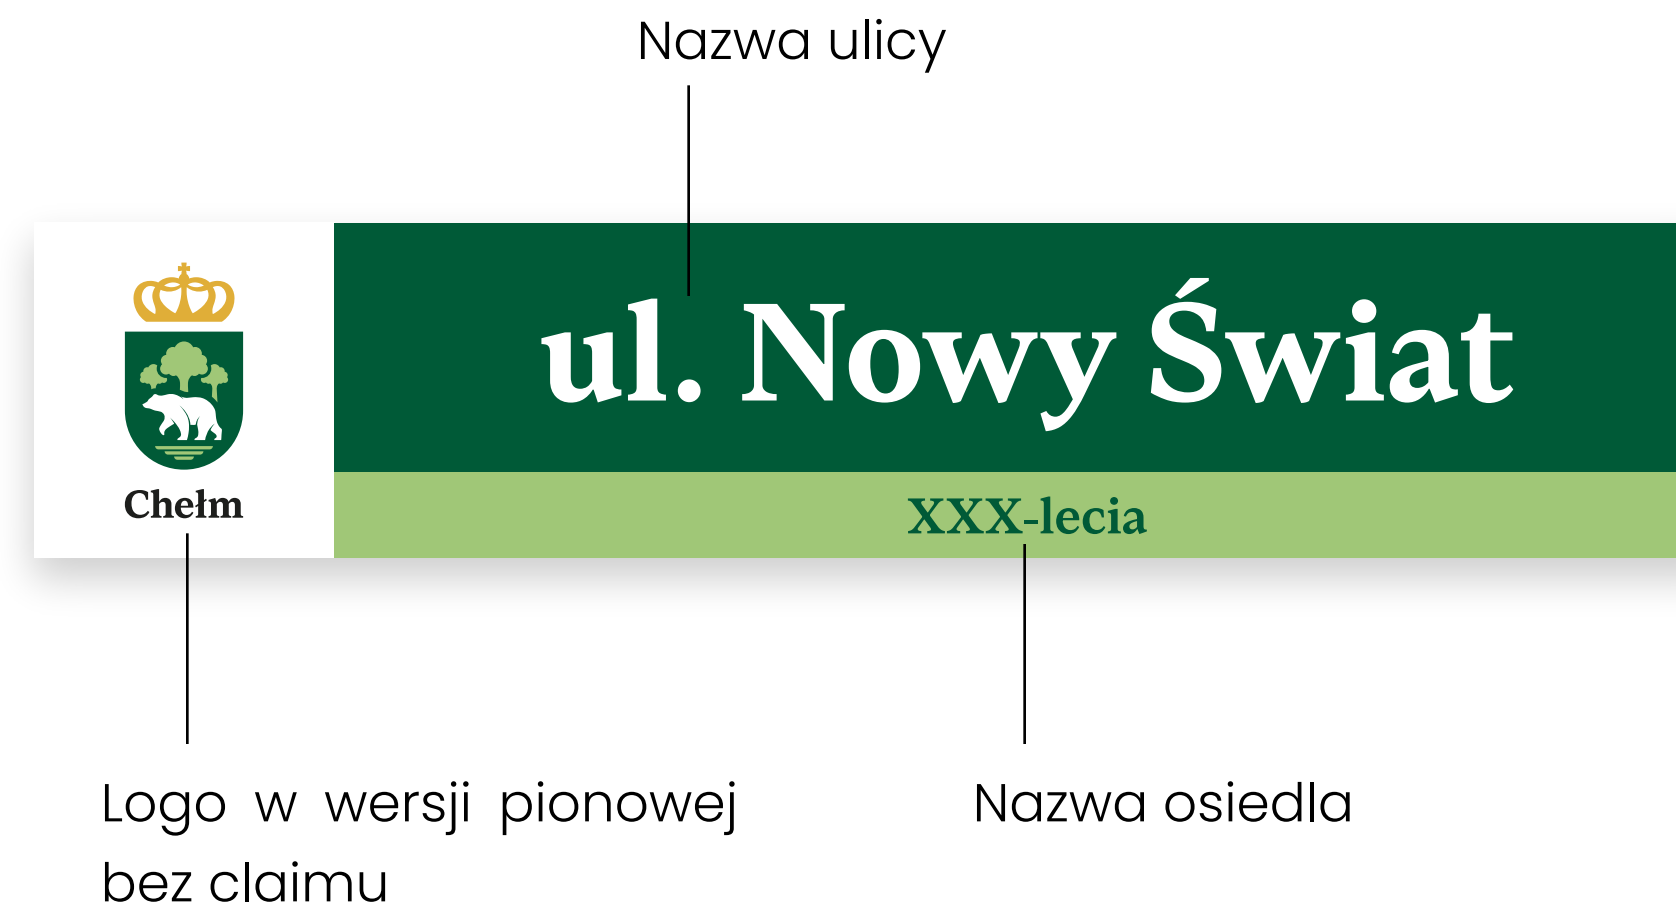 Nazwa ulicy
ul. Nowy Świat
Chełm
XXX-lecia
Logo w wersji pionowej
bez claimu
Nazwa osiedla